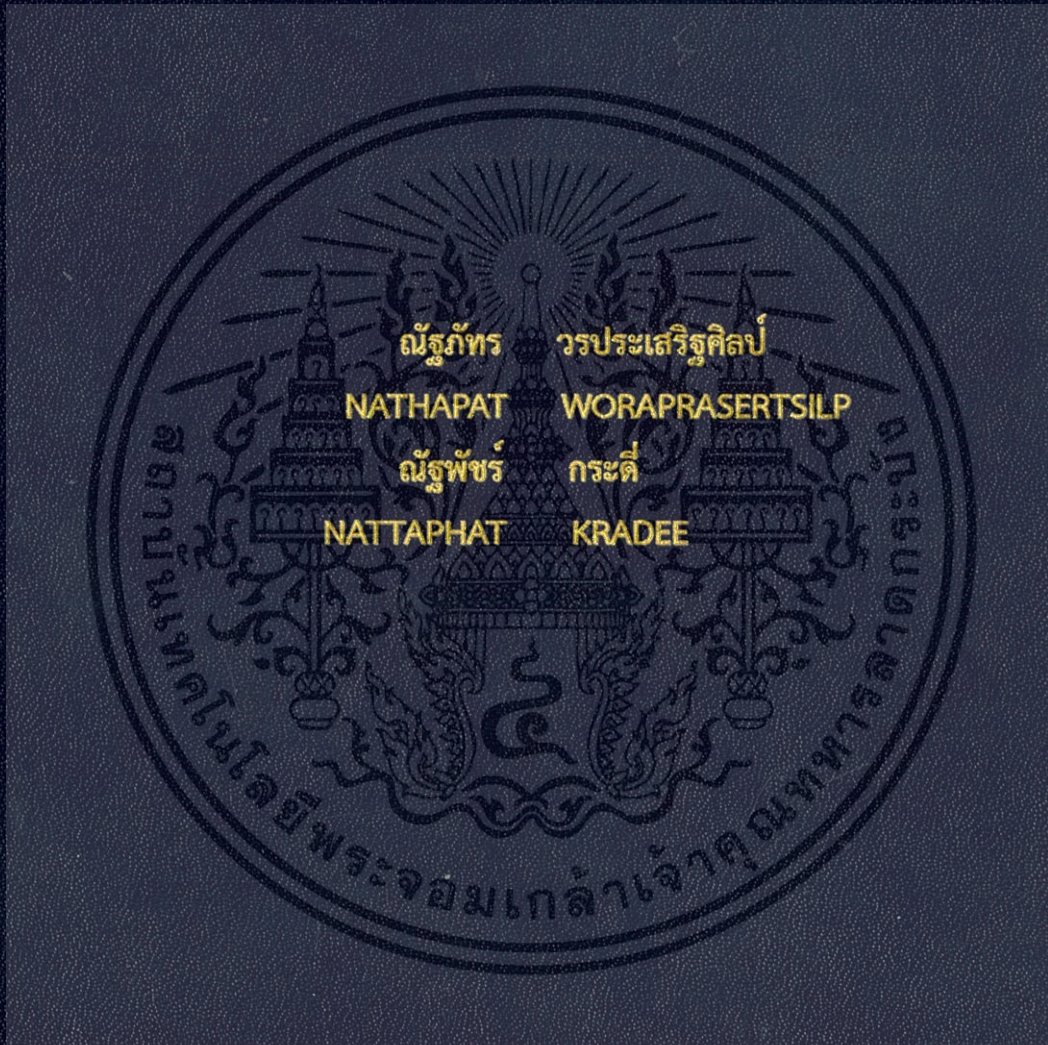 ณัฐภัทร วรประเสริฐศิลป์
NATHAPAT WORAPRASERTSILP
ณัฐพัชร์ กระดี่
NATTAPHAT KRADEE
๔
สถาบันเทคโนโลยีพระจอมเกล้าเจ้าคุณทหารลาดกระบัง